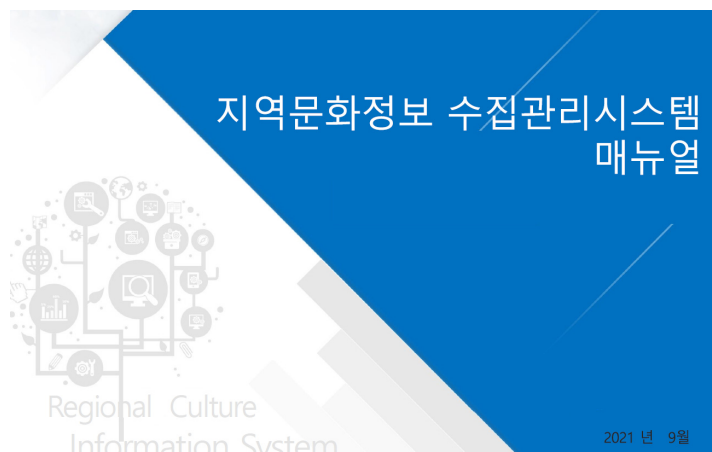 지역문화정보 수집관리시스템
매뉴얼
Regional Culture
Information System
2021 년 9월